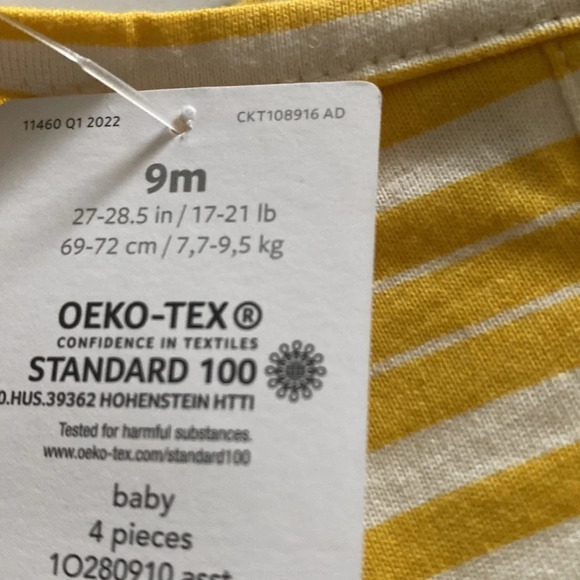 11460 Q1 2022
CKT108916 AD
9m
27-28.5 in / 17-21 lb
69-72 cm / 7,7-9,5 kg
OEKO-TEX®
CONFIDENCE IN TEXTILES
STANDARD 100
.HUS.39362 HOHENSTEIN HTTI
Tested for harmful substances.
www.oeko-tex.com/standard100
baby
4 pieces
1O280910 asst